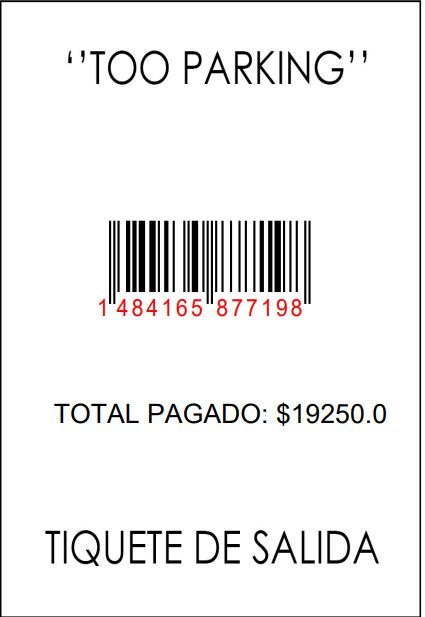 ‘’TOO PARKING’’
1 484165 877198
TOTAL PAGADO: $19250.0
TIQUETE DE SALIDA